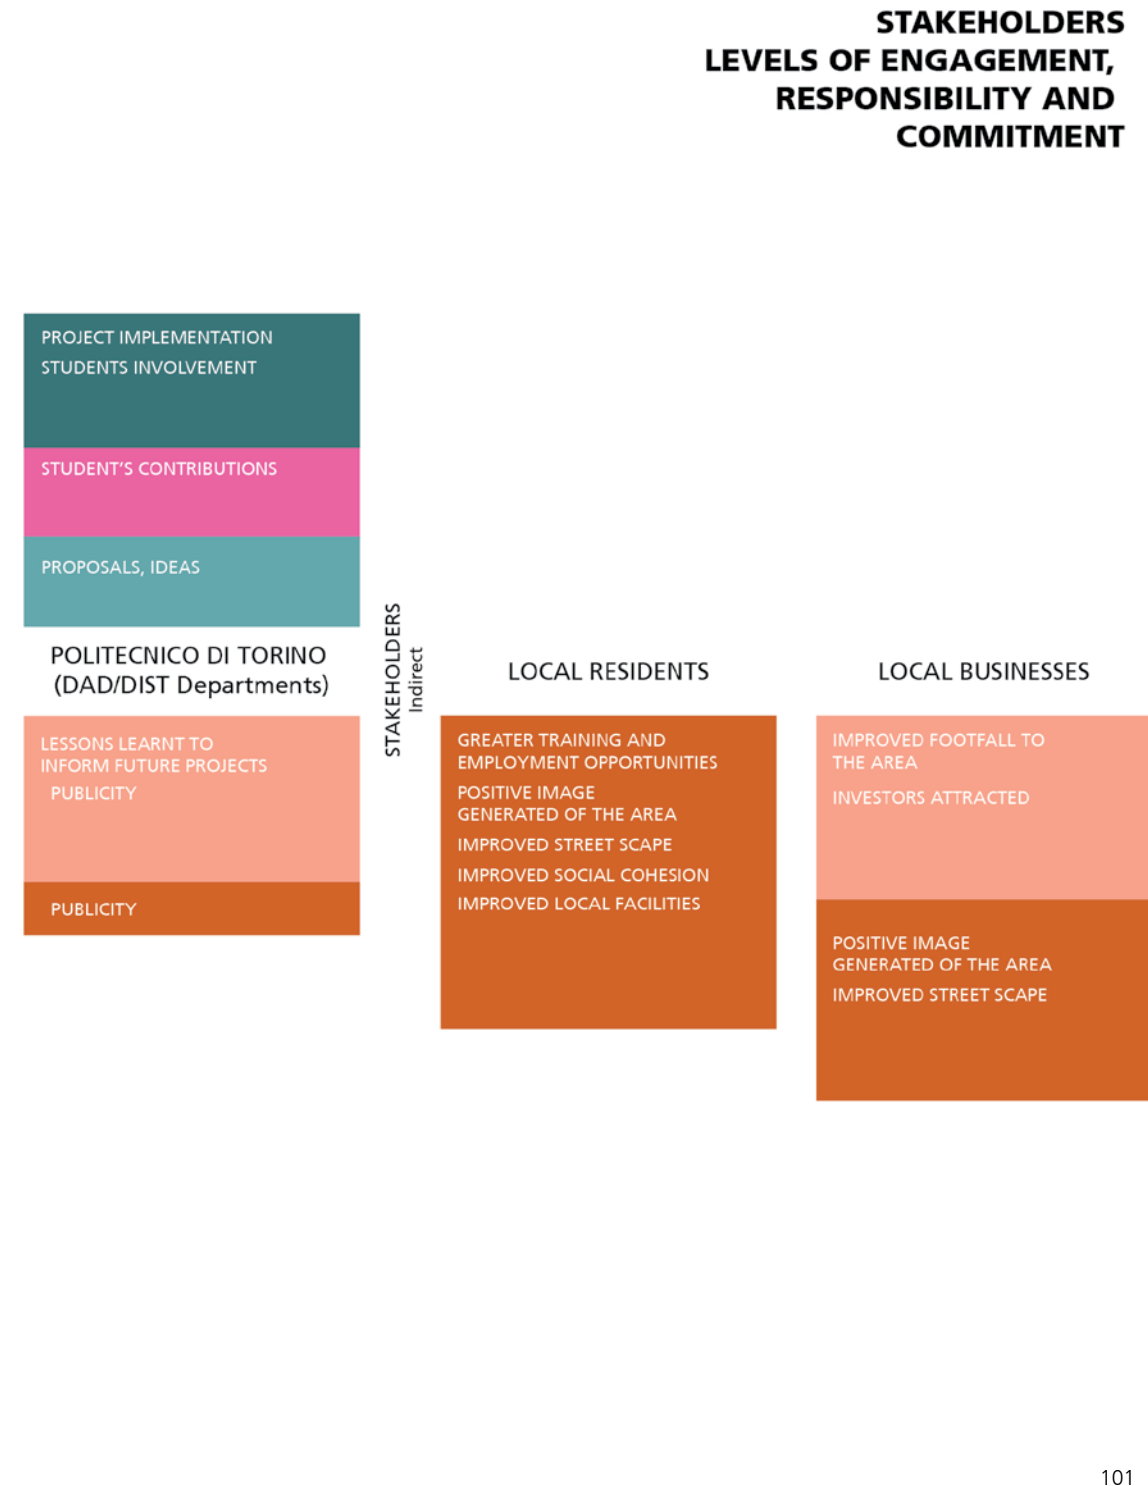 STAKEHOLDERS
LEVELS OF ENGAGEMENT,
RESPONSIBILITY AND
COMMITMENT
PROJECT IMPLEMENTATION
STUDENTS INVOLVEMENT
STUDENT'S CONTRIBUTIONS
PROPOSALS, IDEAS
POLITECNICO DI TORINO
(DAD/DIST Departments)
LESSONS LEARNT TO
INFORM FUTURE PROJECTS
PUBLICITY
PUBLICITY
STAKEHOLDERS
Indirect
LOCAL RESIDENTS
GREATER TRAINING AND
EMPLOYMENT OPPORTUNITIES
POSITIVE IMAGE
GENERATED OF THE AREA
IMPROVED STREET SCAPE
IMPROVED SOCIAL COHESION
IMPROVED LOCAL FACILITIES
LOCAL BUSINESSES
IMPROVED FOOTFALL TO
THE AREA
INVESTORS ATTRACTED
POSITIVE IMAGE
GENERATED OF THE AREA
IMPROVED STREET SCAPE
101